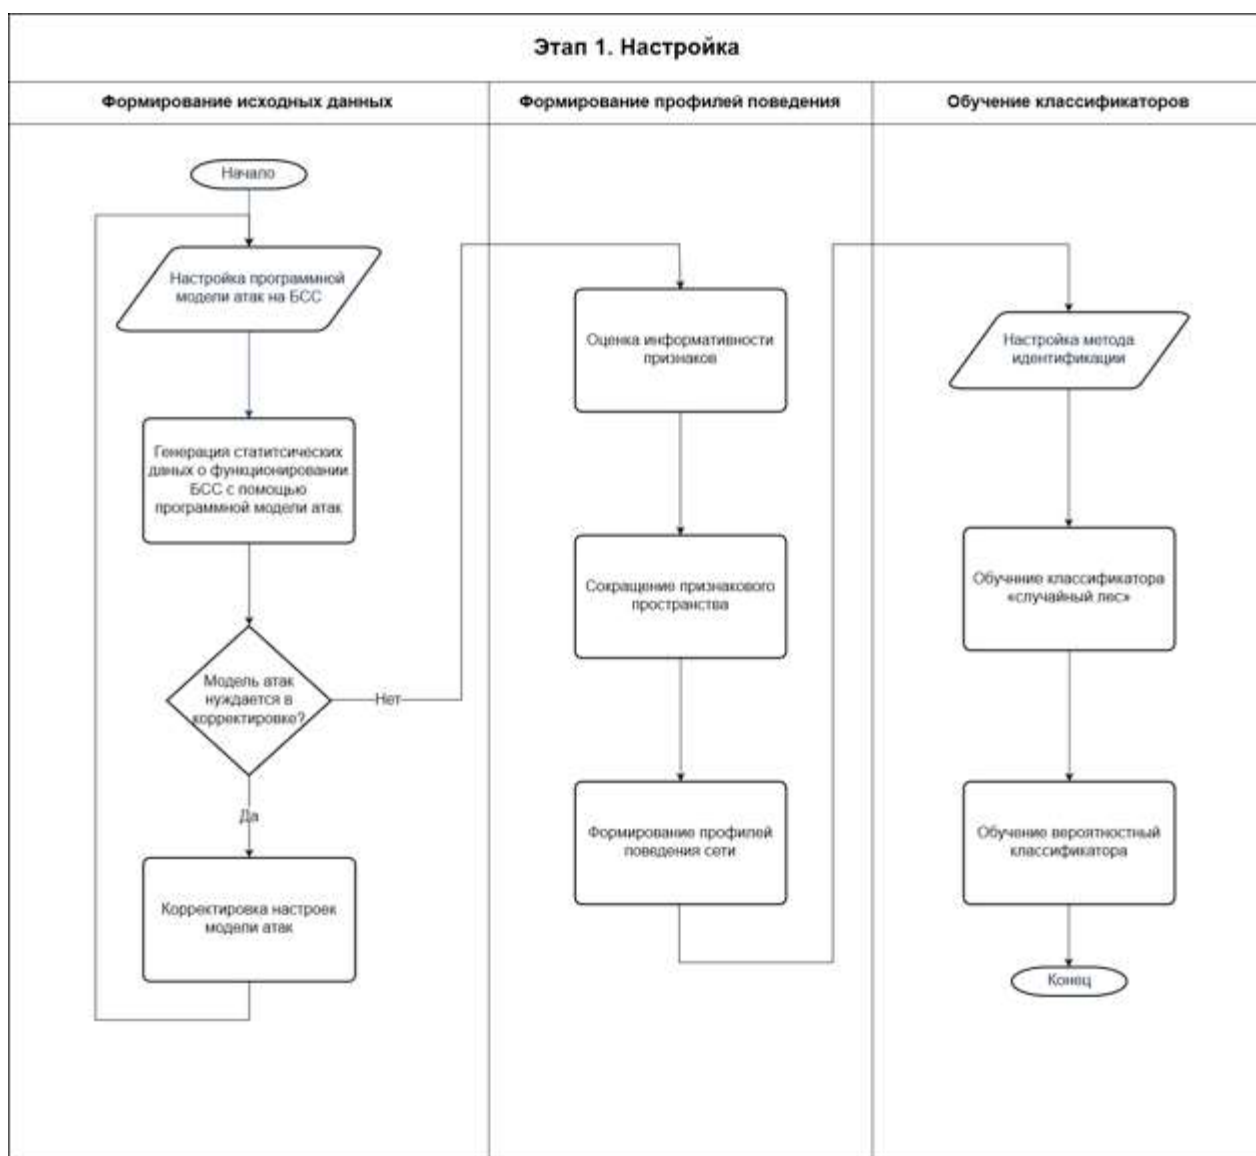 Этап 1. Настройка
Формирование исходных данных
Формирование профилей поведения
Обучение классификаторов
Начало
Настройка программной
модели атак на БСС
Генерация статитсических
даных о функционировании
БСС с помощью
программной модели атак
Модель атак
нуждается в
корректировке?
Нет
Да
Корректировка настроек
модели атак
Оценка информативности
признаков
Сокращение признакового
пространства
Формирование профилей
поведения сети
Настройка метода
идентификации
Обучнние классификатора
«случайный лес»
Обучение вероятностный
классификатора
Конец